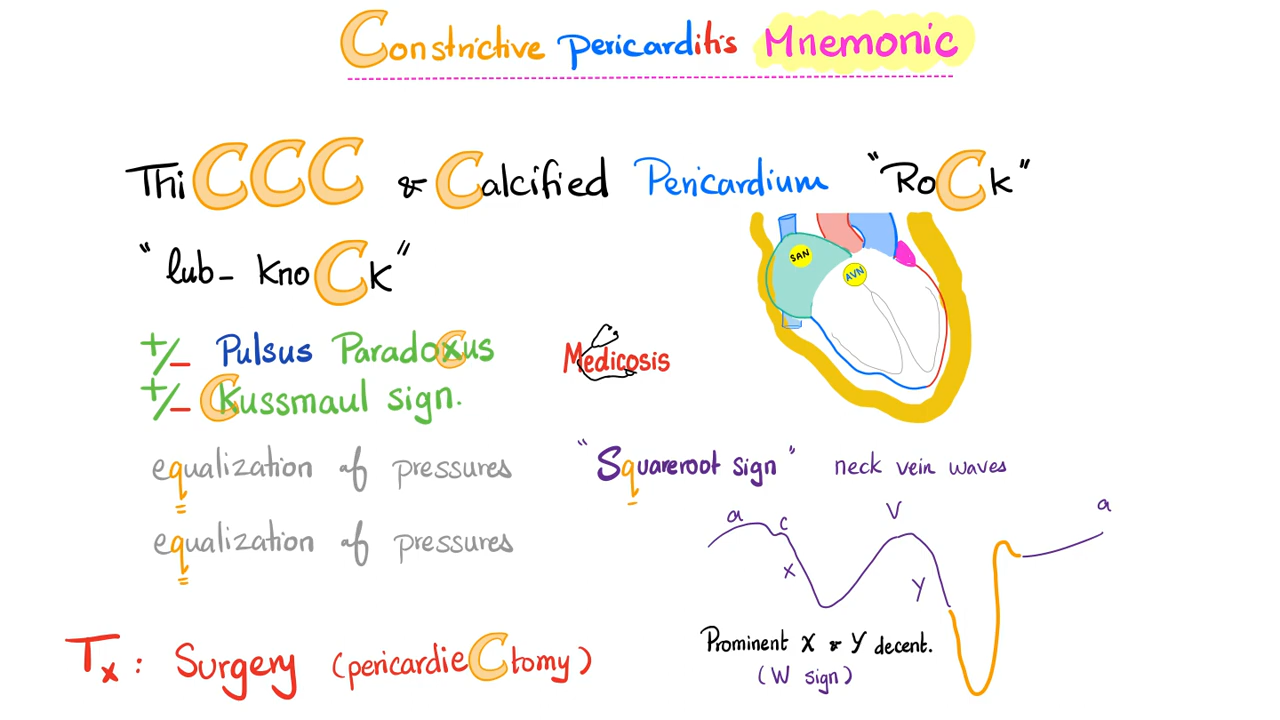 Constrictive pericarditis Mnemonic
ThiCCC & Calcified Pericardium "RoCk"
"lub- knoCk"
SAN
AVN
+/- Pulsus Paradoxus
Medicosis
+/- Kussmaul sign.
equalization of pressures
"Squareroot sign" neck vein waves
equalization of pressures
a c V a
x Y
Prominent X & Y decent.
(W sign)
Tx: Surgery (pericardieCtomy)